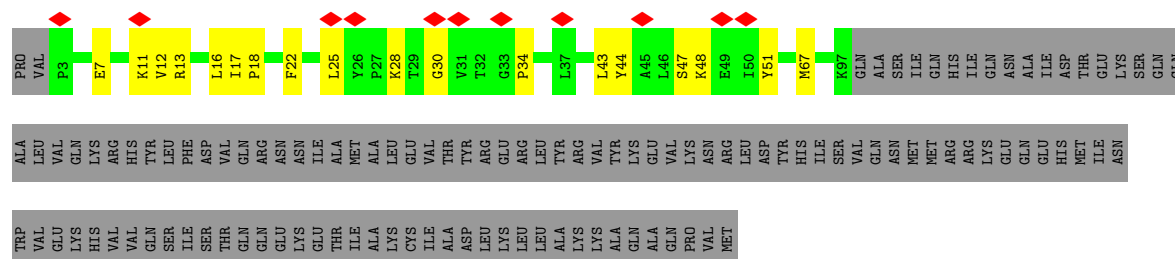 PRO VAL P3 E7 K11 V12 R13 L16 I17 P18 F22 L25 Y26 P27 K28 T29 G30 V31 T32 G33 P34 L37 L43 Y44 A45 L46 S47 K48 E49 I50 Y51 M67 K97 GLN ALA SER ILE GLN HIS ILE GLN ASN ALA ILE ASP THR GLU LYS SER GLN
ALA LEU VAL GLN LYS ARG HIS TYR LEU PHE ASP VAL GLN ARG ASN ASN ILE ALA MET ALA LEU GLU VAL THR TYR ARG GLU ARG LEU TYR ARG VAL TYR LYS GLU VAL LYS ASN ARG LEU ASP TYR HIS ILE SER VAL GLN ASN MET MET ARG ARG LYS GLU GLN GLU HIS MET ILE ASN
TRP VAL GLU LYS HIS VAL VAL GLN SER ILE SER THR GLN GLN GLU LYS GLU THR ILE ALA LYS CYS ILE ALA ASP LEU LYS LEU LEU ALA LYS LYS ALA GLN ALA GLN PRO VAL MET